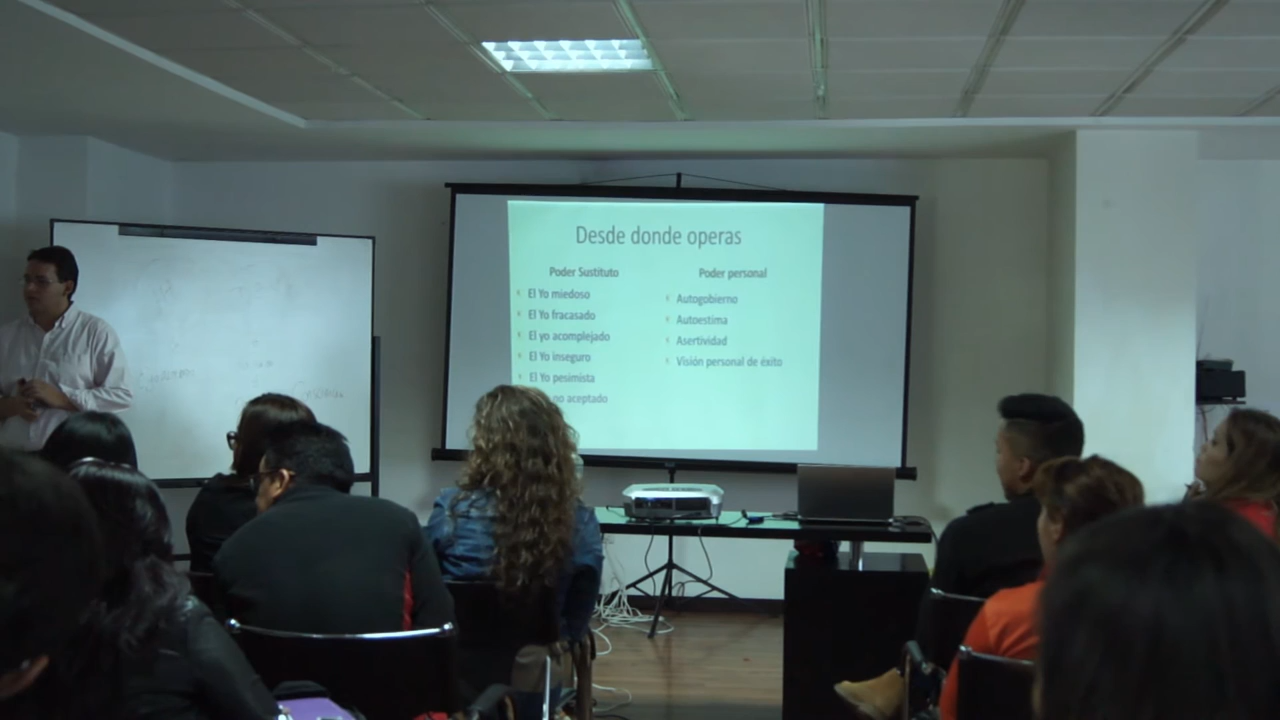 Desde donde operas
Poder Sustituto
El Yo miedoso
El Yo fracasado
El yo acomplejado
El Yo inseguro
El Yo pesimista
no aceptado
Poder personal
Autogobierno
Autoestima
Asertividad
Visión personal de éxito